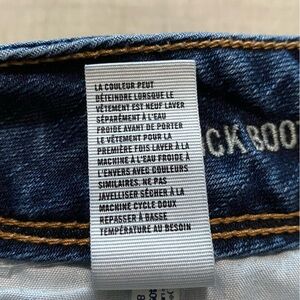 LA COULEUR PEUT
DÉTEINDRE LORSQUE LE
VÊTEMENT EST NEUF LAVER
SÉPARÉMENT À L'EAU
FROIDE AVANT DE PORTER
LE VÊTEMENT POUR LA
PREMIÈRE FOIS LAVER À LA
MACHINE À L'EAU FROIDE À
L'ENVERS AVEC COULEURS
SIMILAIRES, NE PAS
JAVELLISER SÉCHER À LA
MACHINE CYCLE DOUX
REPASSER À BASSE
TEMPÉRATURE AU BESOIN
CK BOO